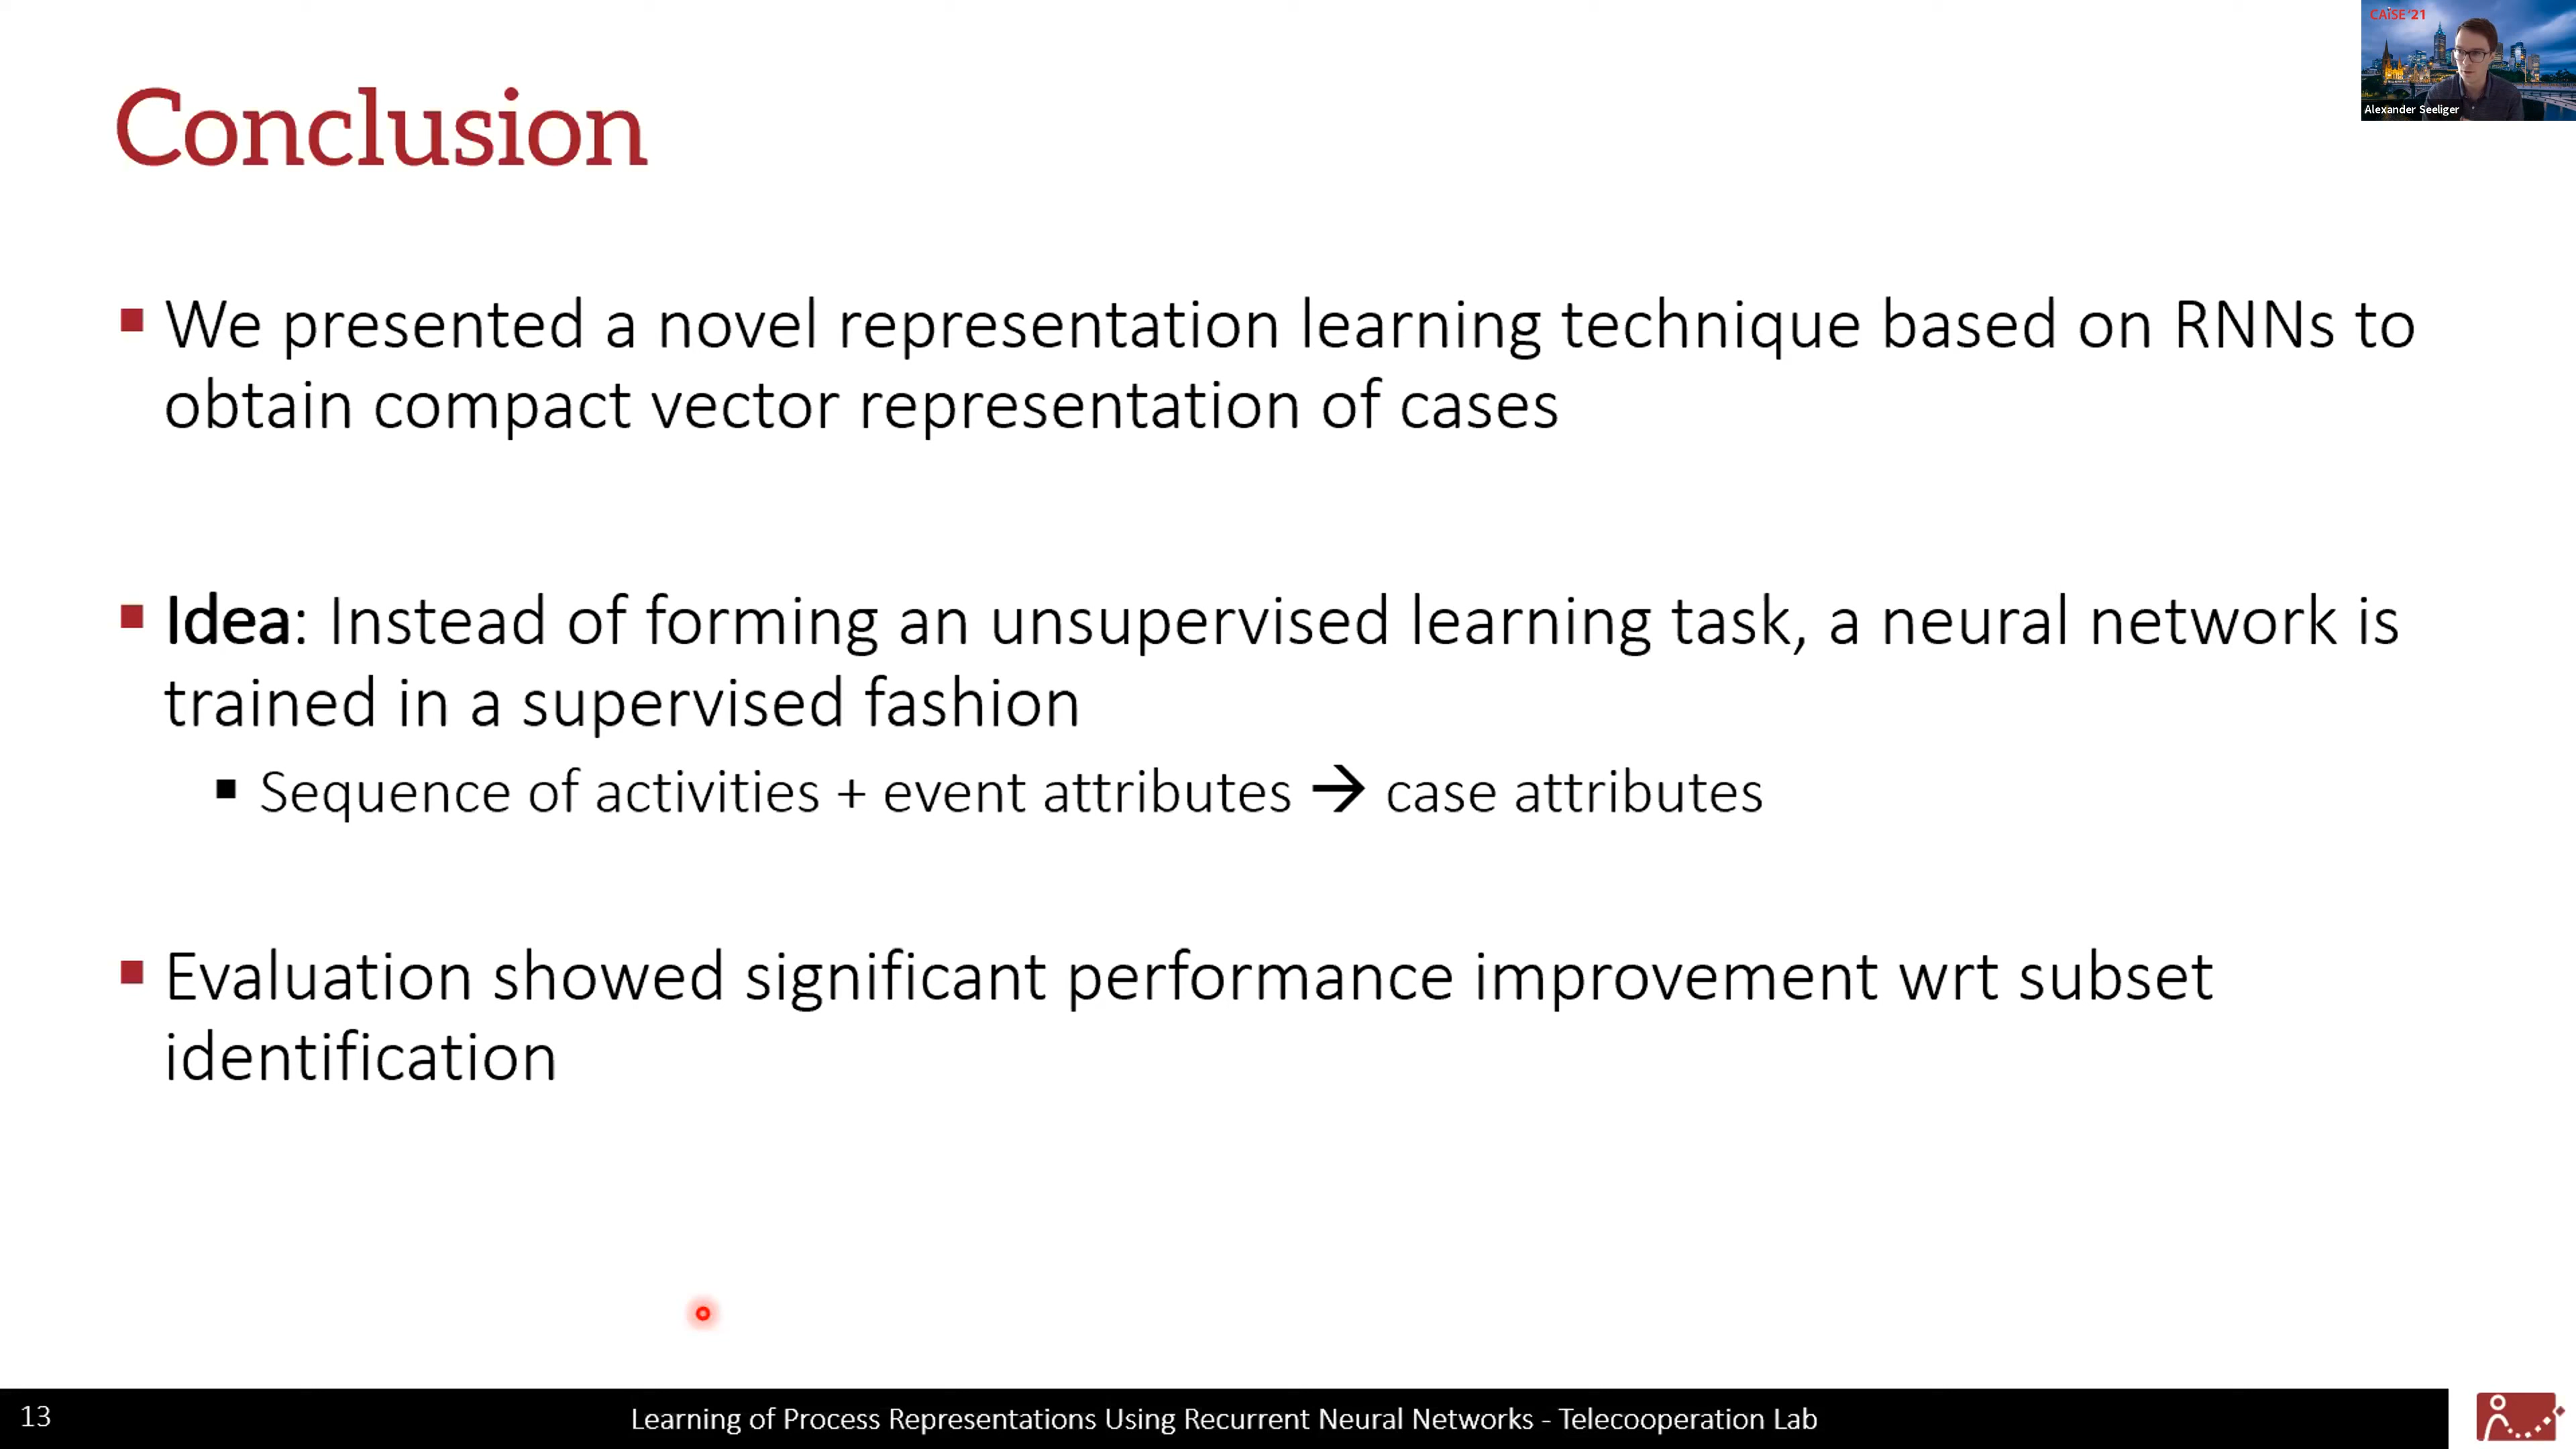 CAiSE '21
Alexander Seeliger
Conclusion
We presented a novel representation learning technique based on RNNs to
obtain compact vector representation of cases
Idea: Instead of forming an unsupervised learning task, a neural network is
trained in a supervised fashion
Sequence of activities + event attributes → case attributes
Evaluation showed significant performance improvement wrt subset
identification
13
Learning of Process Representations Using Recurrent Neural Networks - Telecooperation Lab